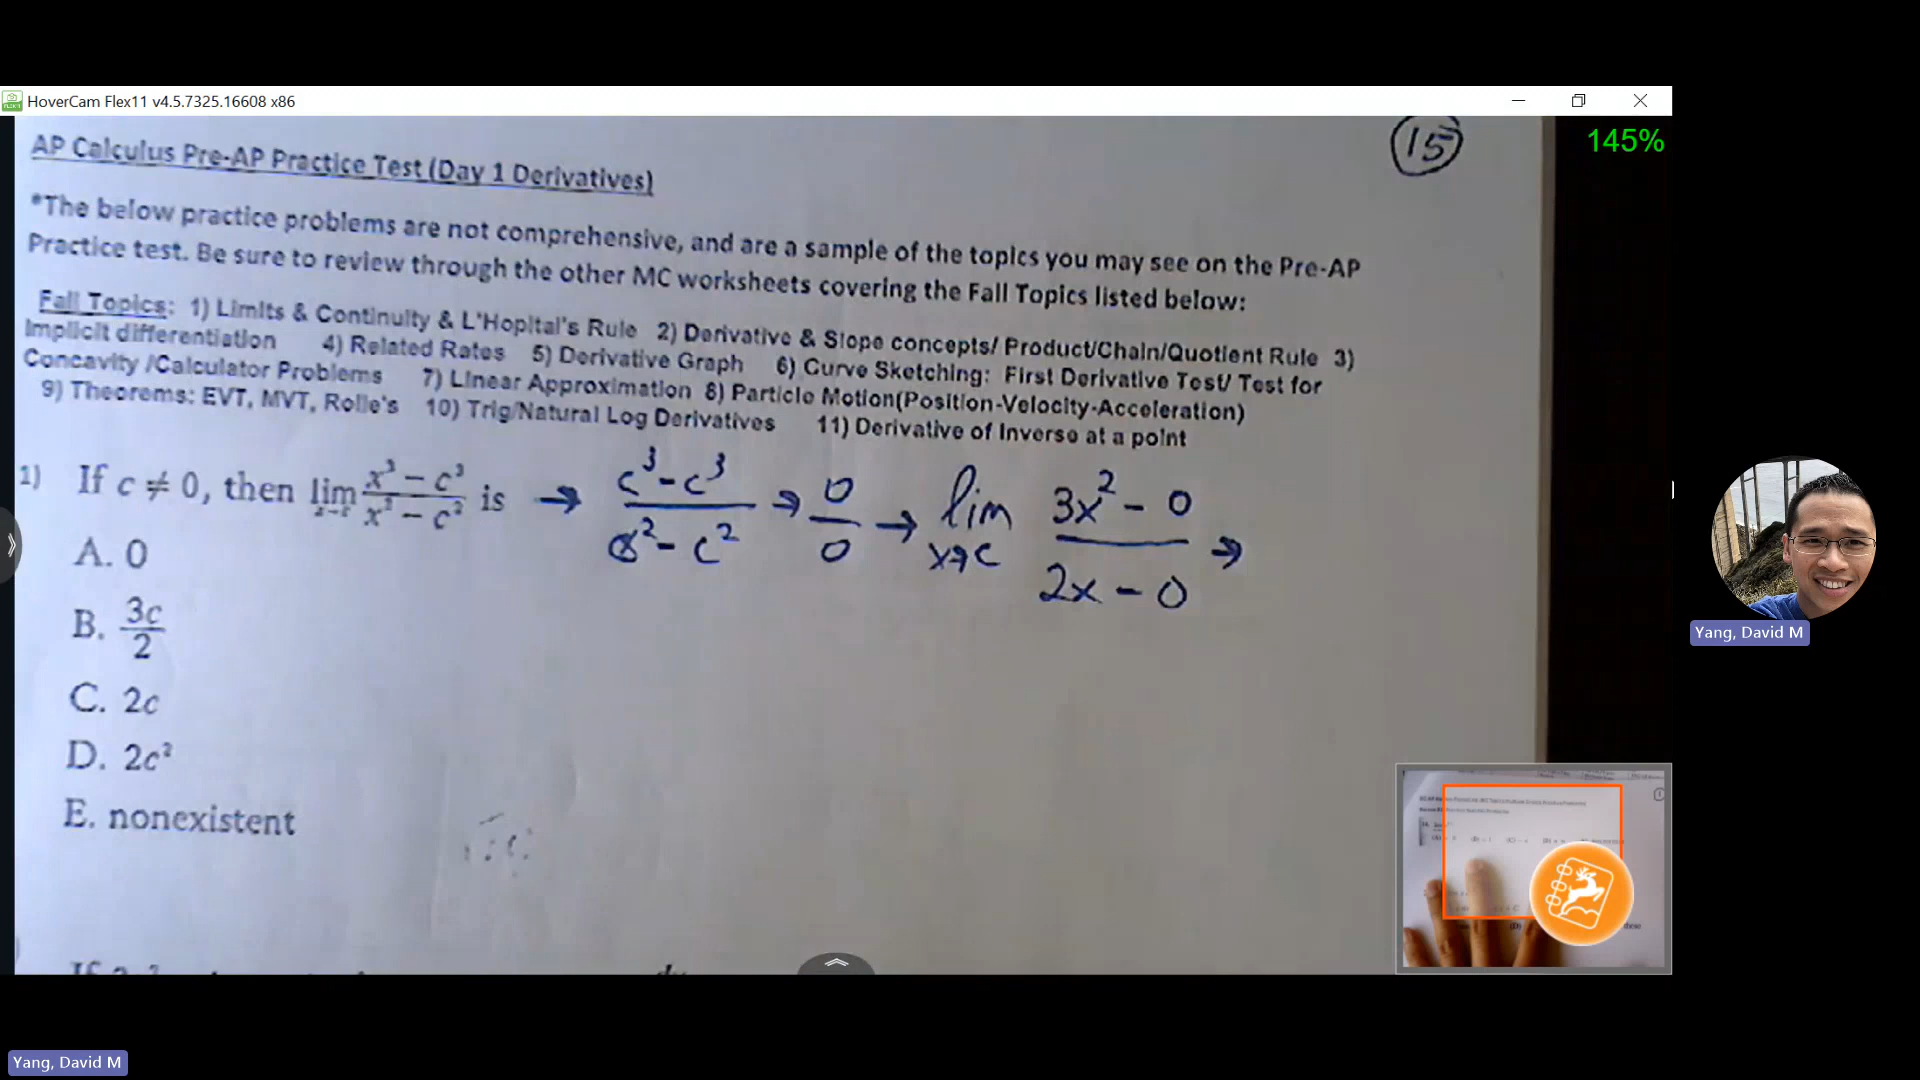 HoverCam Flex11 v4.5.7325.16608 x86
145%
15
AP Calculus Pre-AP Practice Test (Day 1 Derivatives)
*The below practice problems are not comprehensive, and are a sample of the topics you may see on the Pre-AP
Practice test. Be sure to review through the other MC worksheets covering the Fall Topics listed below:
Fall Topics: 1) Limits & Continuity & L'Hopital's Rule 2) Derivative & Slope concepts/ Product/Chain/Quotient Rule 3)
Implicit differentiation 4) Related Rates 5) Derivative Graph 6) Curve Sketching: First Derivative Test/ Test for
Concavity /Calculator Problems 7) Linear Approximation 8) Particle Motion(Position-Velocity-Acceleration)
9) Theorems: EVT, MVT, Rolle's 10) Trig/Natural Log Derivatives 11) Derivative of Inverse at a point
1) If c ≠ 0, then lim x→c (x³ − c³)/(x² − c²) is → (c³ - c³)/(c² - c²) → 0/0 → lim x→c (3x² - 0)/(2x - 0) →
A. 0
B. 3c/2
C. 2c
D. 2c²
E. nonexistent
Yang, David M
Yang, David M